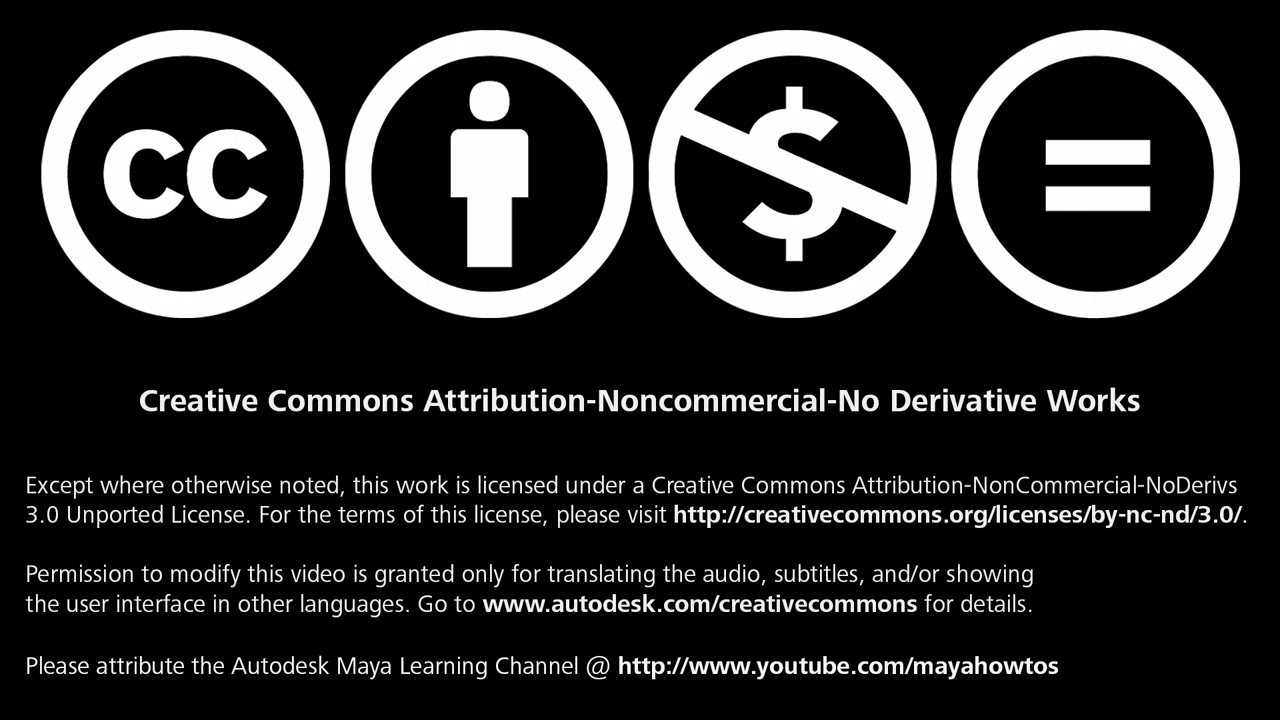 cc $ =
Creative Commons Attribution-Noncommercial-No Derivative Works
Except where otherwise noted, this work is licensed under a Creative Commons Attribution-NonCommercial-NoDerivs
3.0 Unported License. For the terms of this license, please visit http://creativecommons.org/licenses/by-nc-nd/3.0/.
Permission to modify this video is granted only for translating the audio, subtitles, and/or showing
the user interface in other languages. Go to www.autodesk.com/creativecommons for details.
Please attribute the Autodesk Maya Learning Channel @ http://www.youtube.com/mayahowtos